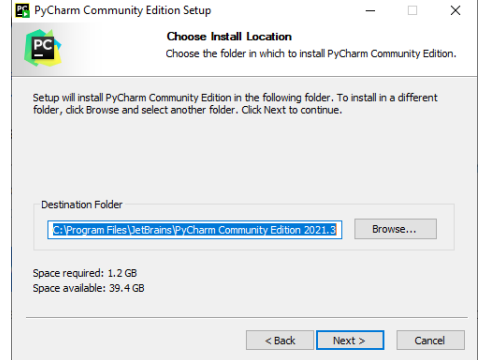 PyCharm Community Edition Setup
PC
Choose Install Location
Choose the folder in which to install PyCharm Community Edition.
Setup will install PyCharm Community Edition in the following folder. To install in a different
folder, click Browse and select another folder. Click Next to continue.
Destination Folder
C:\Program Files\JetBrains\PyCharm Community Edition 2021.3
Browse...
Space required: 1.2 GB
Space available: 39.4 GB
< Back
Next >
Cancel